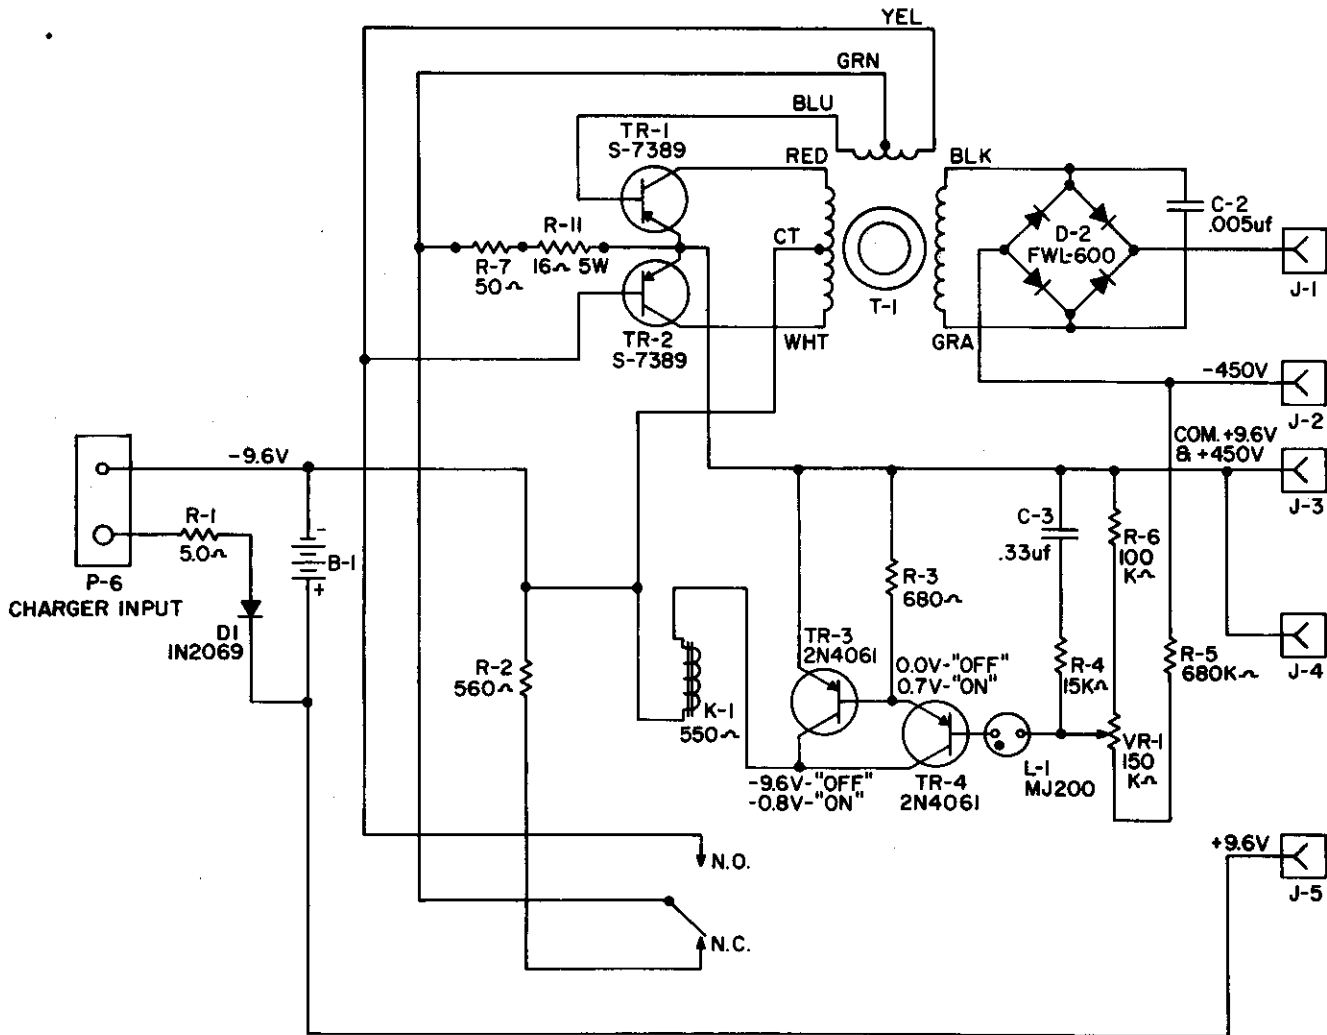 YEL
GRN
BLU
TR-1
S-7389
RED
BLK
R-11
16Ω 5W
R-7
50Ω
CT
T-1
D-2
FWL-600
C-2
.005uf
J-1
TR-2
S-7389
WHT
GRA
-450V
J-2
COM. +9.6V
& +450V
J-3
-9.6V
R-1
5.0Ω
P-6
CHARGER INPUT
D1
IN2069
-
B-1
+
C-3
.33uf
R-6
100
KΩ
R-3
680Ω
TR-3
2N4061
0.0V-"OFF"
0.7V-"ON"
R-4
15KΩ
R-5
680KΩ
J-4
R-2
560Ω
K-1
550Ω
VR-1
150
KΩ
L-1
MJ200
TR-4
2N4061
-9.6V-"OFF"
-0.8V-"ON"
N.O.
N.C.
+9.6V
J-5